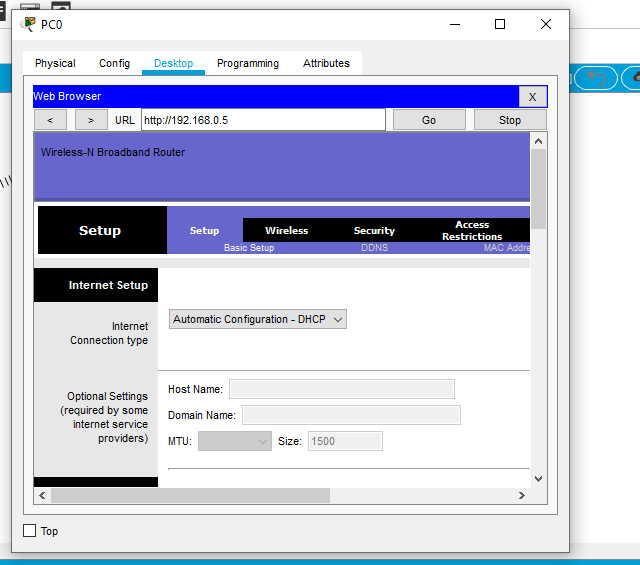 PC0
Physical Config Desktop Programming Attributes
Web Browser X
< > URL http://192.168.0.5 Go Stop
Wireless-N Broadband Router
Setup Setup Wireless Security Access Restrictions
Basic Setup DDNS MAC Addre
Internet Setup
Internet
Connection type
Automatic Configuration - DHCP
Optional Settings
(required by some
internet service
providers)
Host Name:
Domain Name:
MTU: Size: 1500
Top